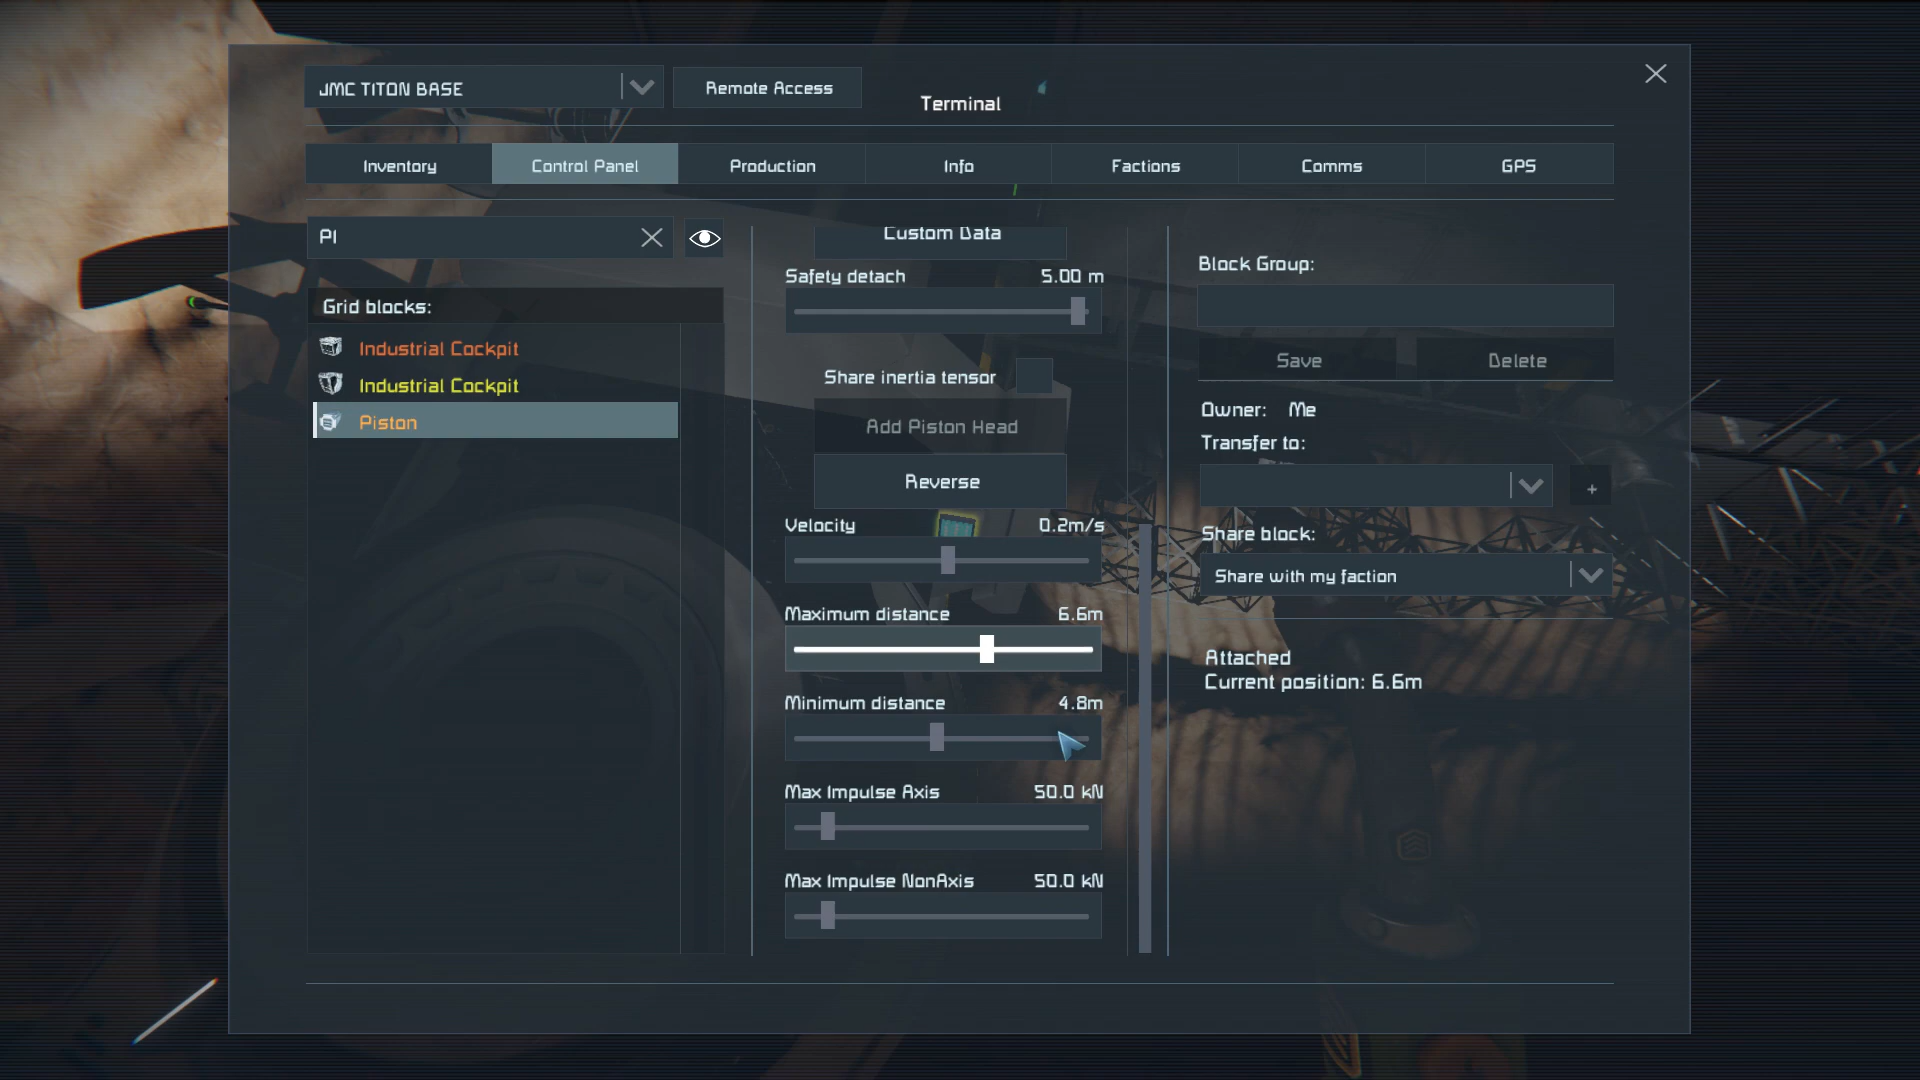 JMC TITON BASE
Remote Access
Terminal
Inventory
Control Panel
Production
Info
Factions
Comms
GPS
PI
Grid blocks:
Industrial Cockpit
Industrial Cockpit
Piston
Custom Data
Safety detach 5.00 m
Share inertia tensor
Add Piston Head
Reverse
Velocity 0.2m/s
Maximum distance 6.6m
Minimum distance 4.8m
Max Impulse Axis 50.0 kN
Max Impulse NonAxis 50.0 kN
Block Group:
Save
Delete
Owner: Me
Transfer to:
+
Share block:
Share with my faction
Attached
Current position: 6.6m